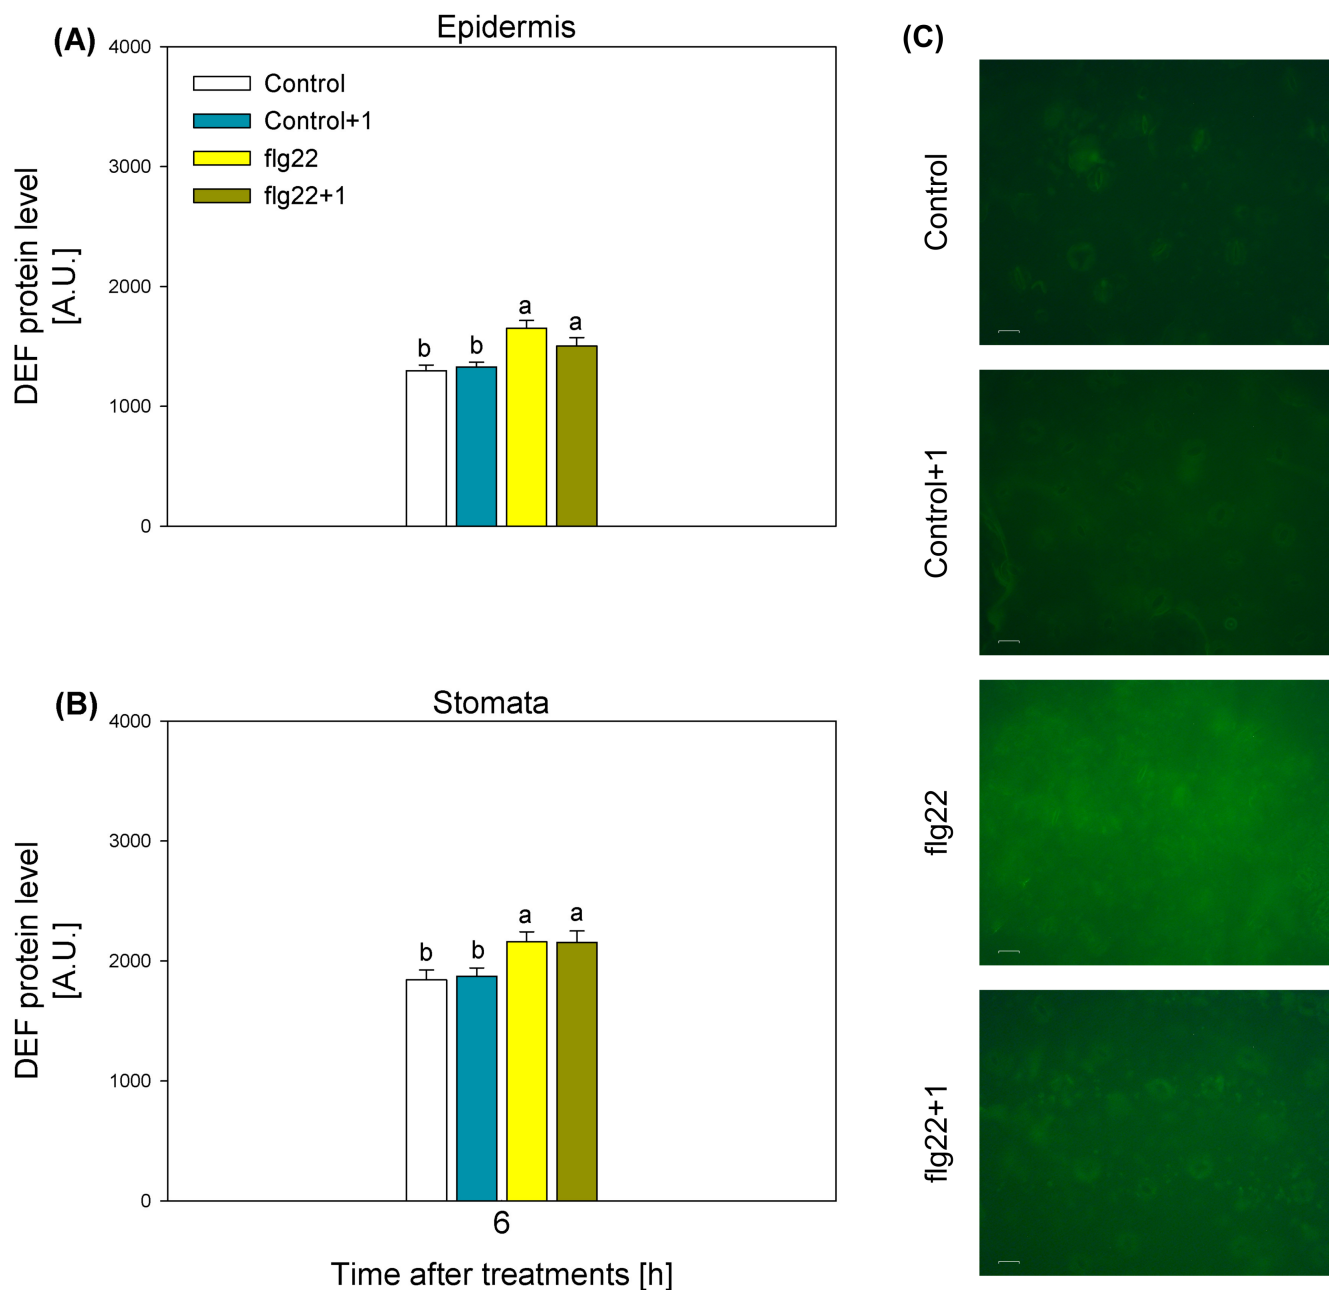 (A)
Epidermis
4000
3000
2000
1000
0
DEF protein level
[A.U.]
Control
Control+1
flg22
flg22+1
b
b
a
a
(B)
Stomata
4000
3000
2000
1000
0
DEF protein level
[A.U.]
b
b
a
a
6
Time after treatments [h]
(C)
Control
Control+1
flg22
flg22+1